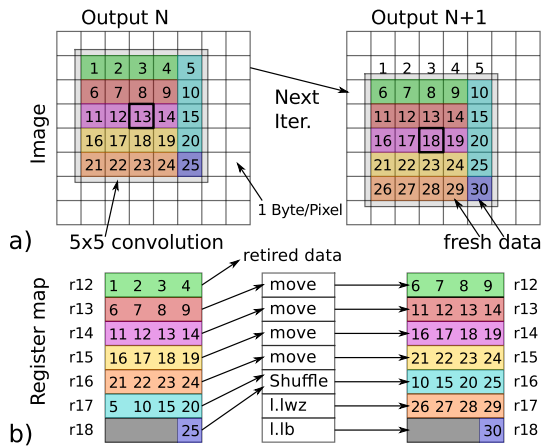 Output N
Output N+1
a)
Image
1 2 3 4 5
6 7 8 9 10
11 12 13 14 15
16 17 18 19 20
21 22 23 24 25
Next
Iter.
1 Byte/Pixel
5x5 convolution
1 2 3 4 5
6 7 8 9 10
11 12 13 14 15
16 17 18 19 20
21 22 23 24 25
26 27 28 29 30
fresh data
retired data
Register map
b)
r12 1 2 3 4 move 6 7 8 9 r12
r13 6 7 8 9 move 11 12 13 14 r13
r14 11 12 13 14 move 16 17 18 19 r14
r15 16 17 18 19 move 21 22 23 24 r15
r16 21 22 23 24 Shuffle 10 15 20 25 r16
r17 5 10 15 20 l.lwz 26 27 28 29 r17
r18 25 l.lb 30 r18